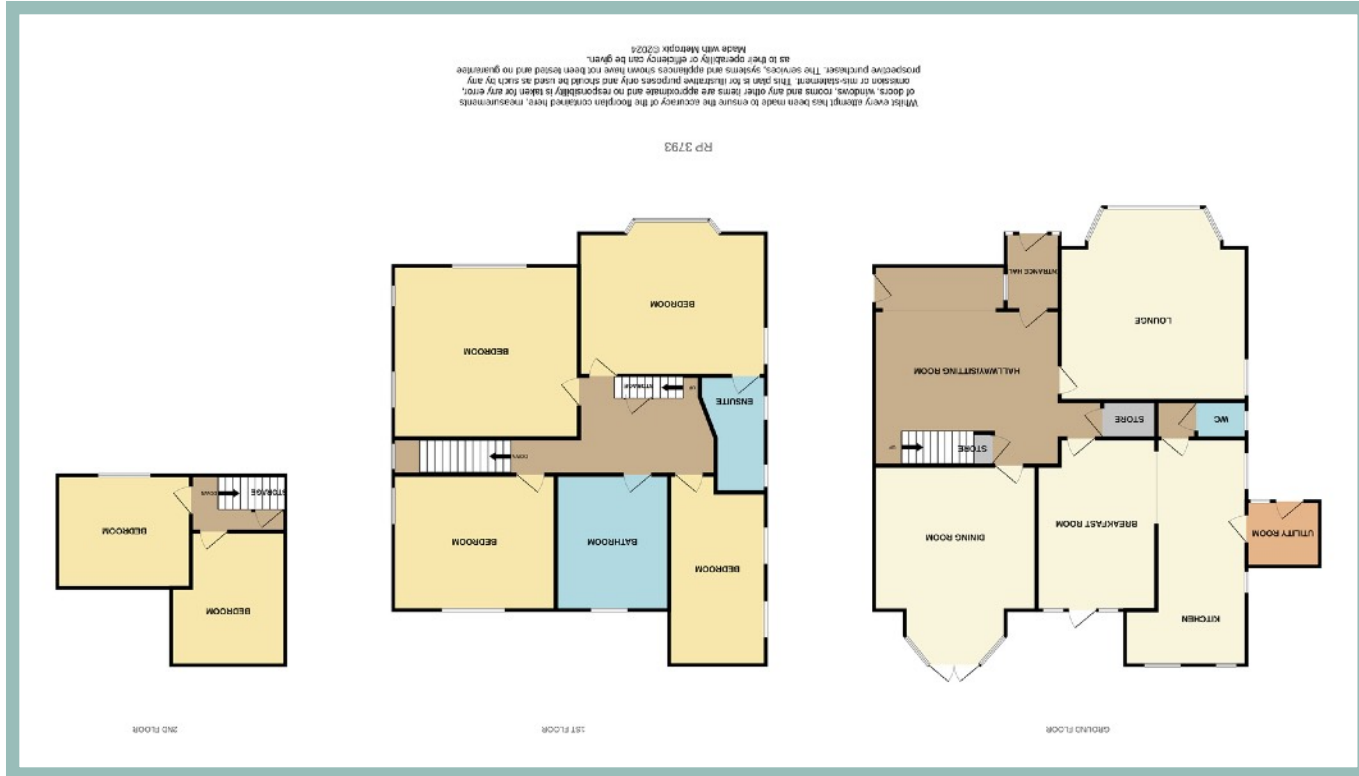 GROUND FLOOR
1ST FLOOR
2ND FLOOR
KITCHEN
UTILITY ROOM
BREAKFAST ROOM
DINING ROOM
WC
STORE
STORE
UP
HALLWAY/SITTING ROOM
LOUNGE
ENTRANCE HALL
BEDROOM
BATHROOM
BEDROOM
DOWN
ENSUITE
UP
STORAGE
BEDROOM
BEDROOM
BEDROOM
BEDROOM
STORAGE
DOWN
RP 3793
Whilst every attempt has been made to ensure the accuracy of the floorplan contained here, measurements
of doors, windows, rooms and any other items are approximate and no responsibility is taken for any error,
omission or mis-statement. This plan is for illustrative purposes only and should be used as such by any
prospective purchaser. The services, systems and appliances shown have not been tested and no guarantee
as to their operability or efficiency can be given.
Made with Metropix ©2024